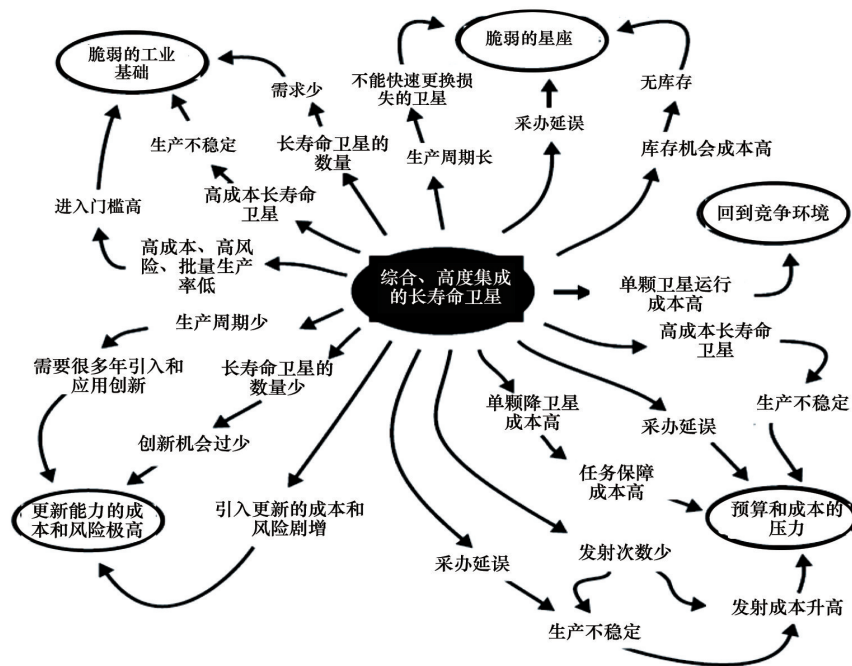 脆弱的工业
基础
需求少
长寿命卫星的
数量
生产不稳定
高成本长寿命
卫星
进入门槛高
高成本、高风
险、批量生产
率低
脆弱的星座
不能快速更换损
失的卫星
生产周期长
采办延误
无库存
库存机会成本高
回到竞争环境
单颗卫星运行
成本高
综合、高度集成
的长寿命卫星
高成本长寿命
卫星
生产不稳定
采办延误
单颗降卫星
成本高
任务保障
成本高
预算和成本的
压力
生产周期少
需要很多年引入和
应用创新
长寿命卫星的
数量少
创新机会过少
更新能力的成
本和风险极高
引入更新的成本和
风险剧增
采办延误
发射次数少
生产不稳定
发射成本升高